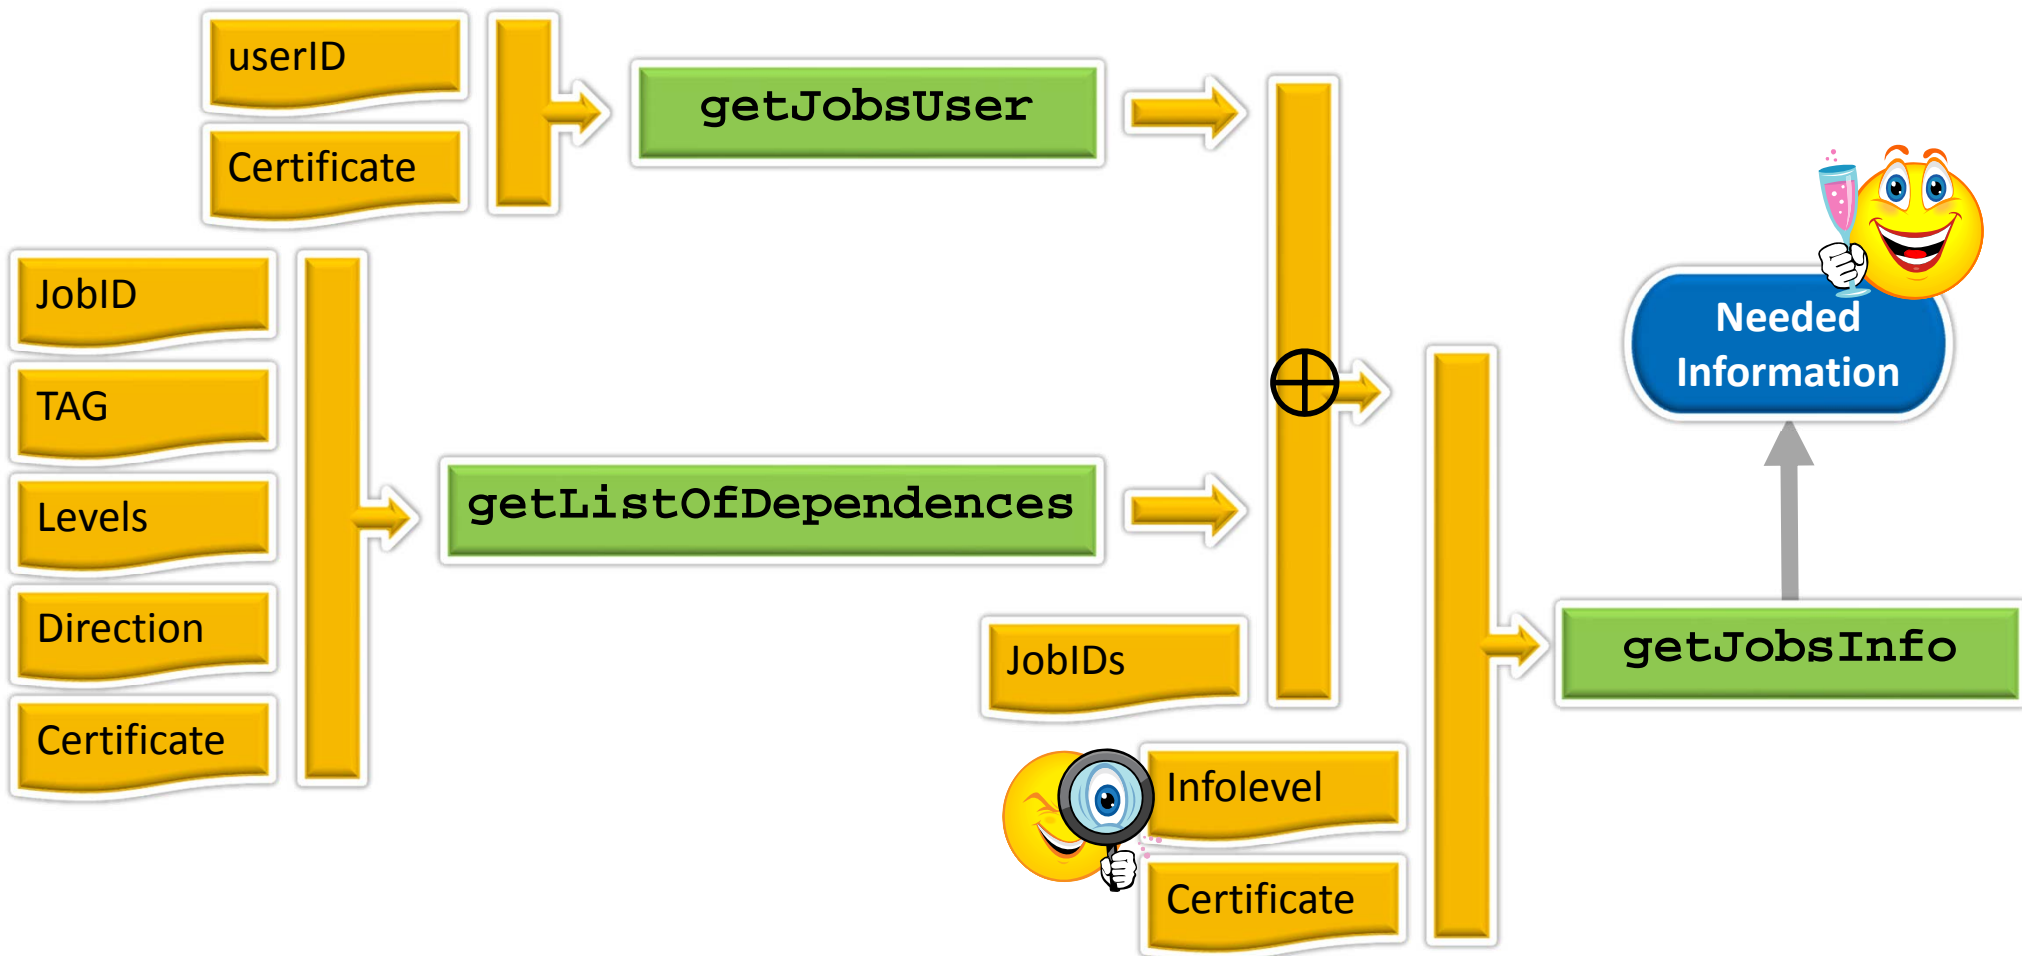 userID
Certificate
getJobsUser
JobID
TAG
Levels
Direction
Certificate
getListOfDependences
JobIDs
Infolevel
Certificate
Needed
Information
getJobsInfo